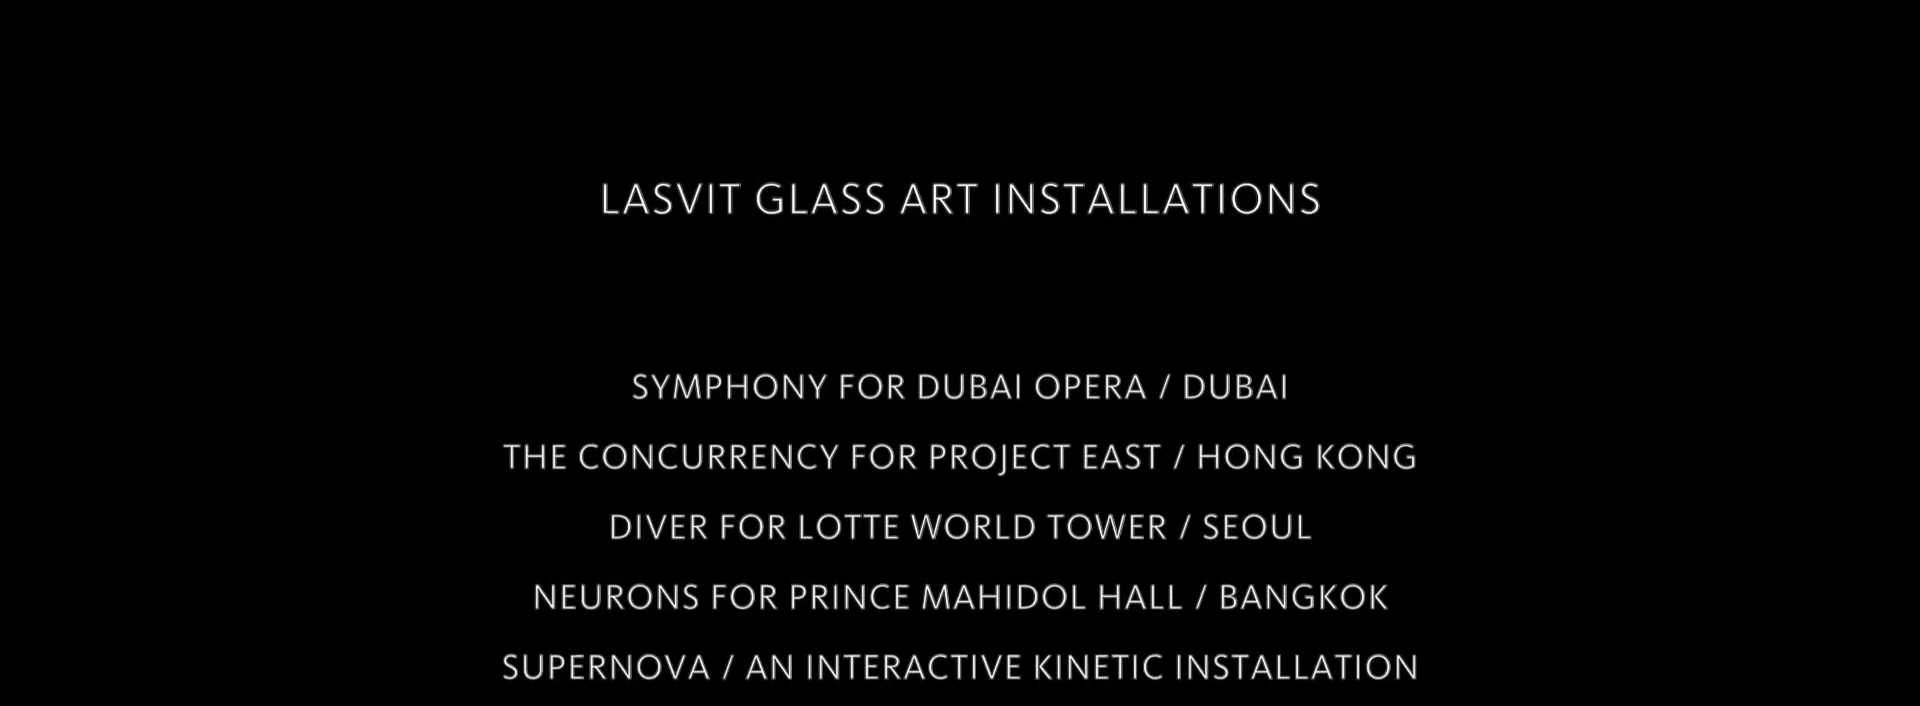 LASVIT GLASS ART INSTALLATIONS
SYMPHONY FOR DUBAI OPERA / DUBAI
THE CONCURRENCY FOR PROJECT EAST / HONG KONG
DIVER FOR LOTTE WORLD TOWER / SEOUL
NEURONS FOR PRINCE MAHIDOL HALL / BANGKOK
SUPERNOVA / AN INTERACTIVE KINETIC INSTALLATION